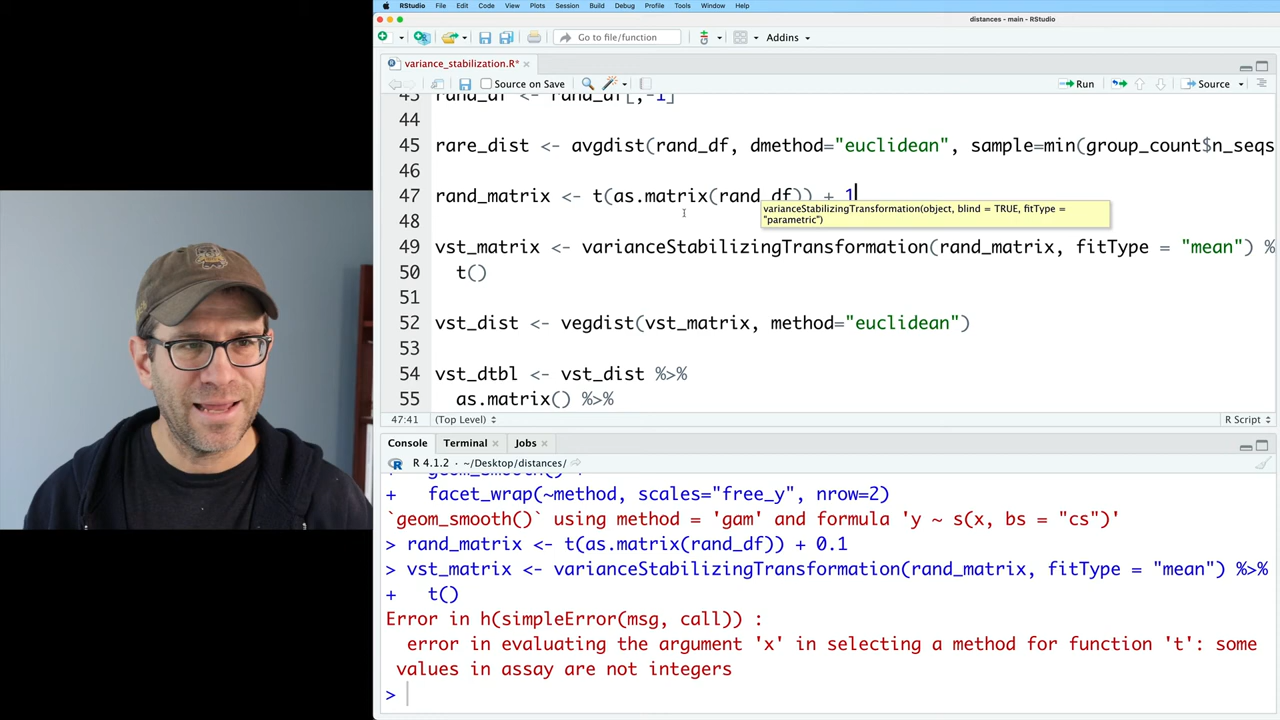 RStudio File Edit Code View Plots Session Build Debug Profile Tools Window Help
distances - main - RStudio
Go to file/function Addins
variance_stabilization.R*
Source on Save Run Source
43 rand_df <- rand_df[,-1]
44
45 rare_dist <- avgdist(rand_df, dmethod="euclidean", sample=min(group_count$n_seqs
46
47 rand_matrix <- t(as.matrix(rand_df)) + 1
varianceStabilizingTransformation(object, blind = TRUE, fitType =
"parametric")
48
49 vst_matrix <- varianceStabilizingTransformation(rand_matrix, fitType = "mean") %
50 t()
51
52 vst_dist <- vegdist(vst_matrix, method="euclidean")
53
54 vst_dtbl <- vst_dist %>%
55 as.matrix() %>%
47:41 (Top Level) R Script
Console Terminal Jobs
R 4.1.2 · ~/Desktop/distances/
+ geom_smooth() +
+ facet_wrap(~method, scales="free_y", nrow=2)
`geom_smooth()` using method = 'gam' and formula 'y ~ s(x, bs = "cs")'
> rand_matrix <- t(as.matrix(rand_df)) + 0.1
> vst_matrix <- varianceStabilizingTransformation(rand_matrix, fitType = "mean") %>%
+ t()
Error in h(simpleError(msg, call)) :
error in evaluating the argument 'x' in selecting a method for function 't': some
values in assay are not integers
>